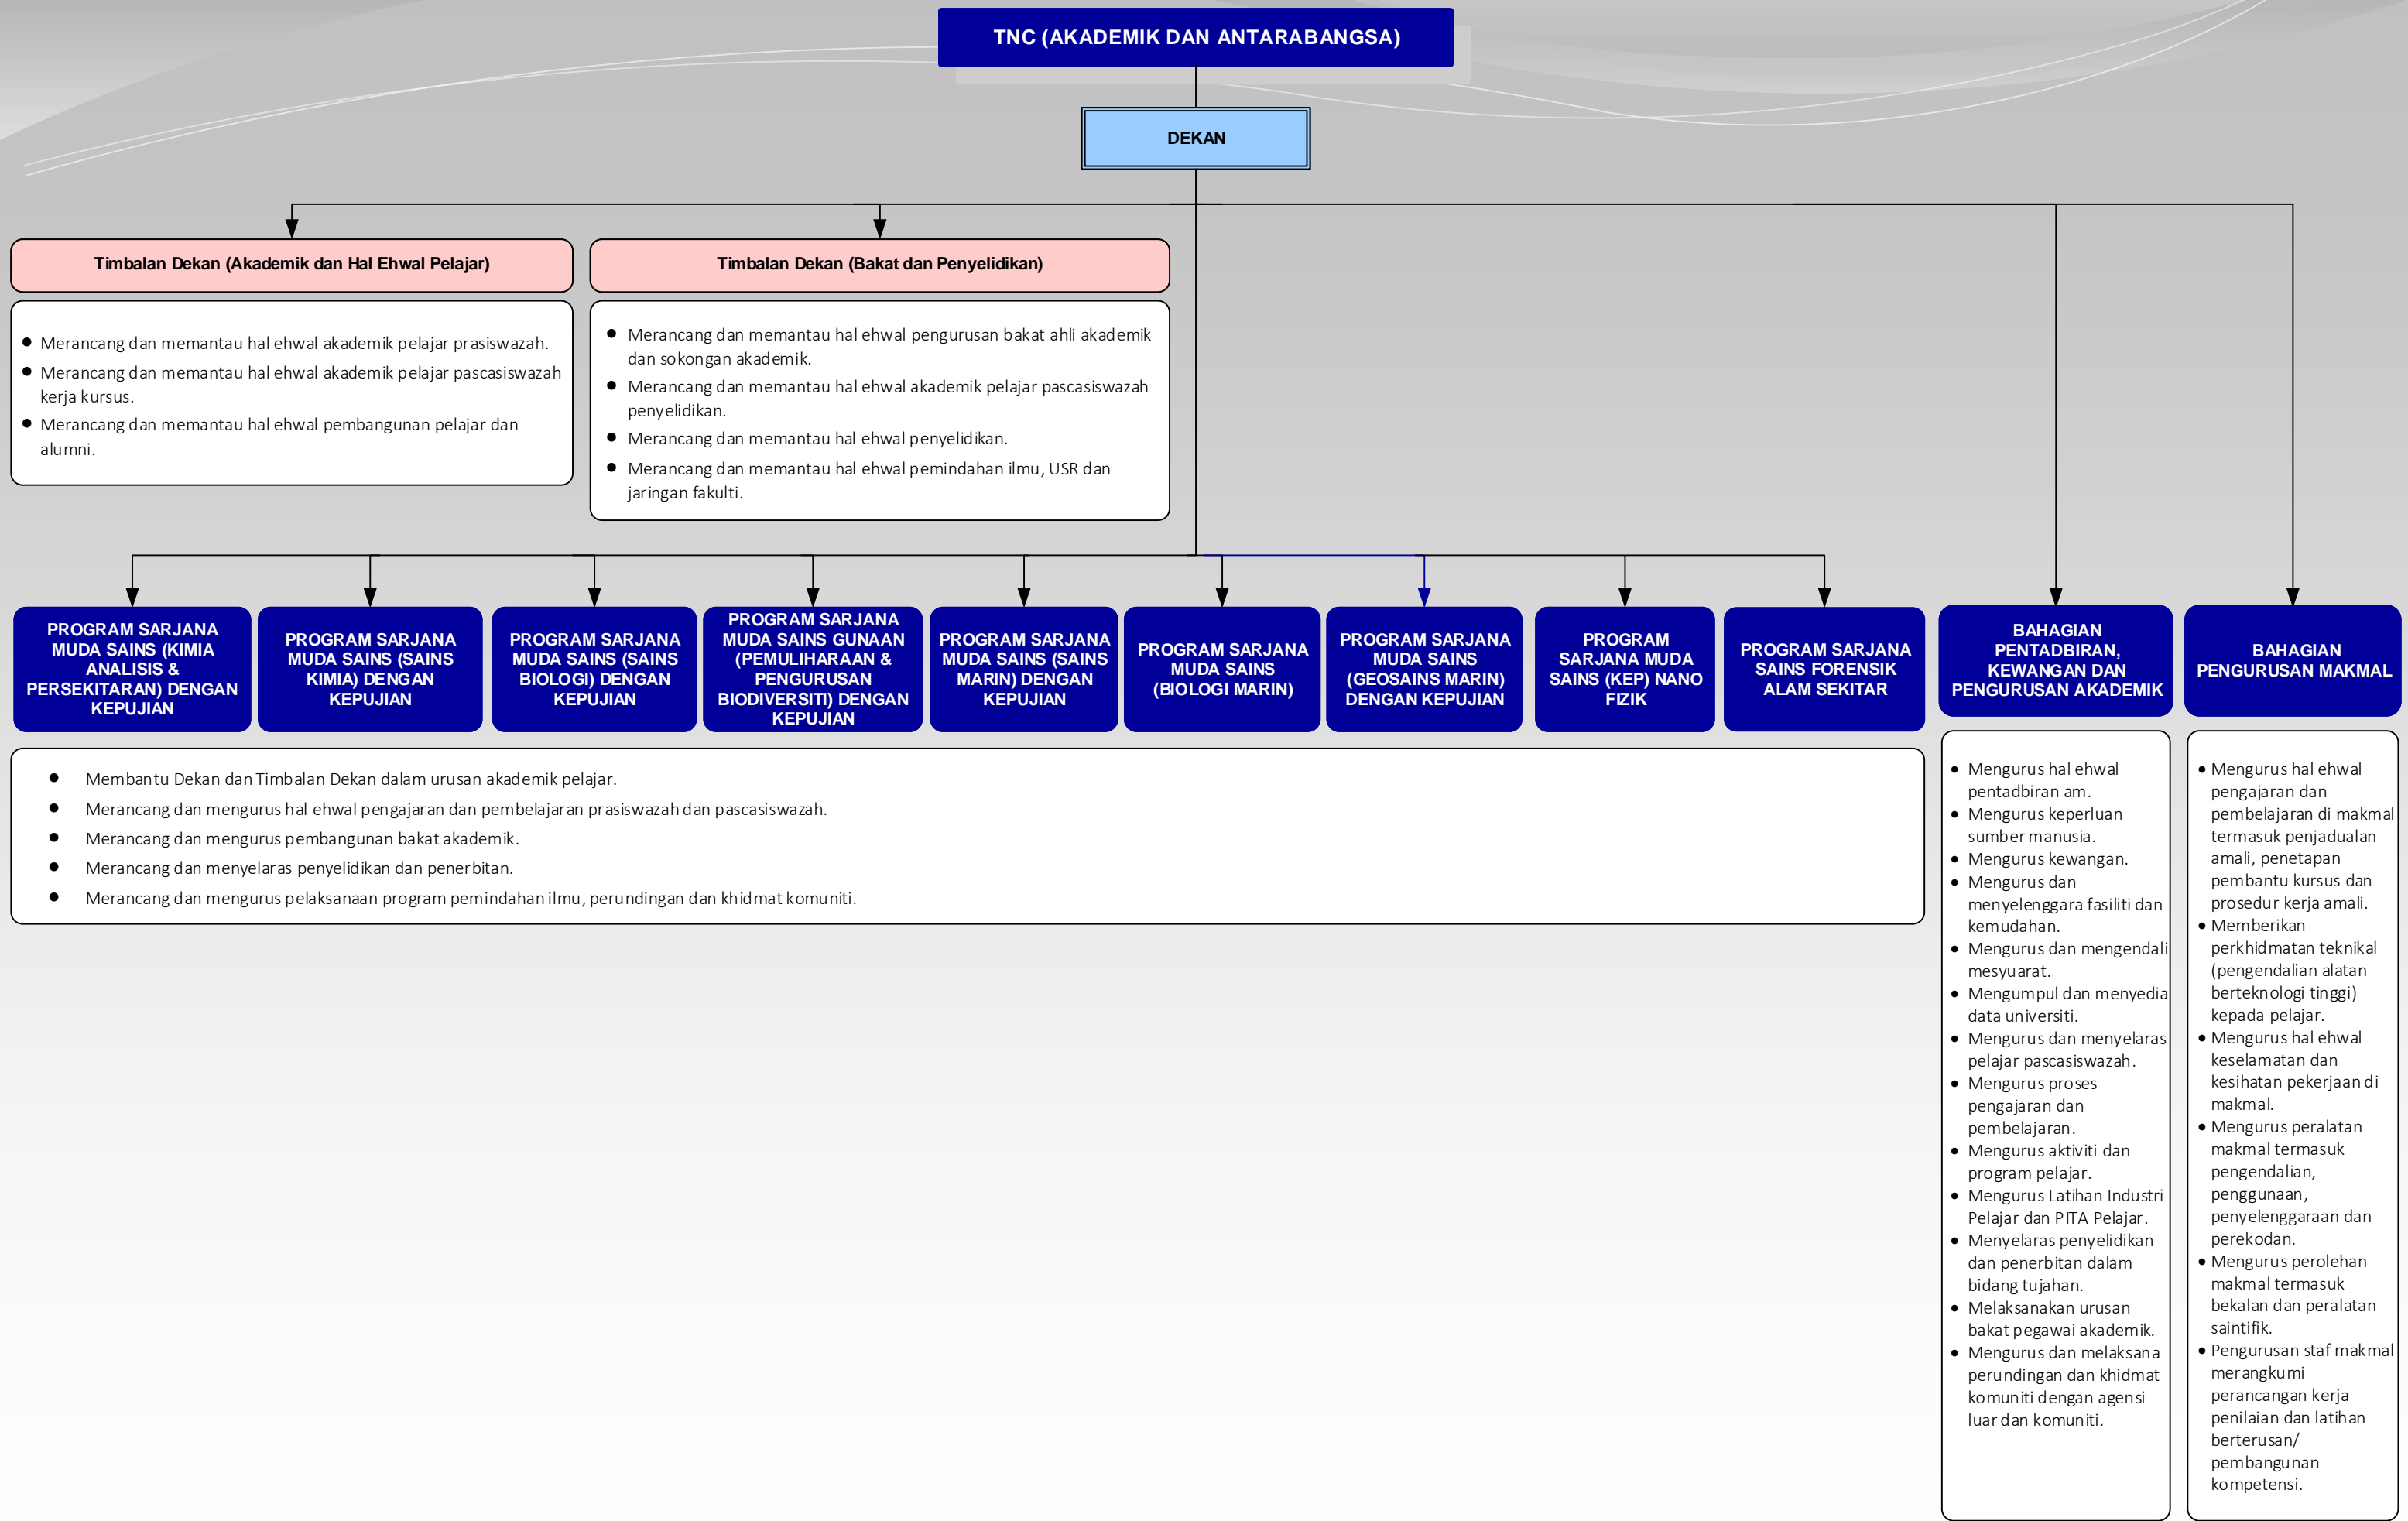 TNC (AKADEMIK DAN ANTARABANGSA)
DEKAN
Timbalan Dekan (Akademik dan Hal Ehwal Pelajar)
● Merancang dan memantau hal ehwal akademik pelajar prasiswazah.
● Merancang dan memantau hal ehwal akademik pelajar pascasiswazah
kerja kursus.
● Merancang dan memantau hal ehwal pembangunan pelajar dan
alumni.
Timbalan Dekan (Bakat dan Penyelidikan)
● Merancang dan memantau hal ehwal pengurusan bakat ahli akademik
dan sokongan akademik.
● Merancang dan memantau hal ehwal akademik pelajar pascasiswazah
penyelidikan.
● Merancang dan memantau hal ehwal penyelidikan.
● Merancang dan memantau hal ehwal pemindahan ilmu, USR dan
jaringan fakulti.
PROGRAM SARJANA
MUDA SAINS (KIMIA
ANALISIS &
PERSEKITARAN) DENGAN
KEPUJIAN
PROGRAM SARJANA
MUDA SAINS (SAINS
KIMIA) DENGAN
KEPUJIAN
PROGRAM SARJANA
MUDA SAINS (SAINS
BIOLOGI) DENGAN
KEPUJIAN
PROGRAM SARJANA
MUDA SAINS GUNAAN
(PEMULIHARAAN &
PENGURUSAN
BIODIVERSITI) DENGAN
KEPUJIAN
PROGRAM SARJANA
MUDA SAINS (SAINS
MARIN) DENGAN
KEPUJIAN
PROGRAM SARJANA
MUDA SAINS
(BIOLOGI MARIN)
PROGRAM SARJANA
MUDA SAINS
(GEOSAINS MARIN)
DENGAN KEPUJIAN
PROGRAM
SARJANA MUDA
SAINS (KEP) NANO
FIZIK
PROGRAM SARJANA
SAINS FORENSIK
ALAM SEKITAR
BAHAGIAN
PENTADBIRAN,
KEWANGAN DAN
PENGURUSAN AKADEMIK
BAHAGIAN
PENGURUSAN MAKMAL
● Membantu Dekan dan Timbalan Dekan dalam urusan akademik pelajar.
● Merancang dan mengurus hal ehwal pengajaran dan pembelajaran prasiswazah dan pascasiswazah.
● Merancang dan mengurus pembangunan bakat akademik.
● Merancang dan menyelaras penyelidikan dan penerbitan.
● Merancang dan mengurus pelaksanaan program pemindahan ilmu, perundingan dan khidmat komuniti.
● Mengurus hal ehwal
pentadbiran am.
● Mengurus keperluan
sumber manusia.
● Mengurus kewangan.
● Mengurus dan
menyelenggara fasiliti dan
kemudahan.
● Mengurus dan mengendali
mesyuarat.
● Mengumpul dan menyedia
data universiti.
● Mengurus dan menyelaras
pelajar pascasiswazah.
● Mengurus proses
pengajaran dan
pembelajaran.
● Mengurus aktiviti dan
program pelajar.
● Mengurus Latihan Industri
Pelajar dan PITA Pelajar.
● Menyelaras penyelidikan
dan penerbitan dalam
bidang tujahan.
● Melaksanakan urusan
bakat pegawai akademik.
● Mengurus dan melaksana
perundingan dan khidmat
komuniti dengan agensi
luar dan komuniti.
● Mengurus hal ehwal
pengajaran dan
pembelajaran di makmal
termasuk penjadualan
amali, penetapan
pembantu kursus dan
prosedur kerja amali.
● Memberikan
perkhidmatan teknikal
(pengendalian alatan
berteknologi tinggi)
kepada pelajar.
● Mengurus hal ehwal
keselamatan dan
kesihatan pekerjaan di
makmal.
● Mengurus peralatan
makmal termasuk
pengendalian,
penggunaan,
penyelenggaraan dan
perekodan.
● Mengurus perolehan
makmal termasuk
bekalan dan peralatan
saintifik.
● Pengurusan staf makmal
merangkumi
perancangan kerja
penilaian dan latihan
berterusan/
pembangunan
kompetensi.